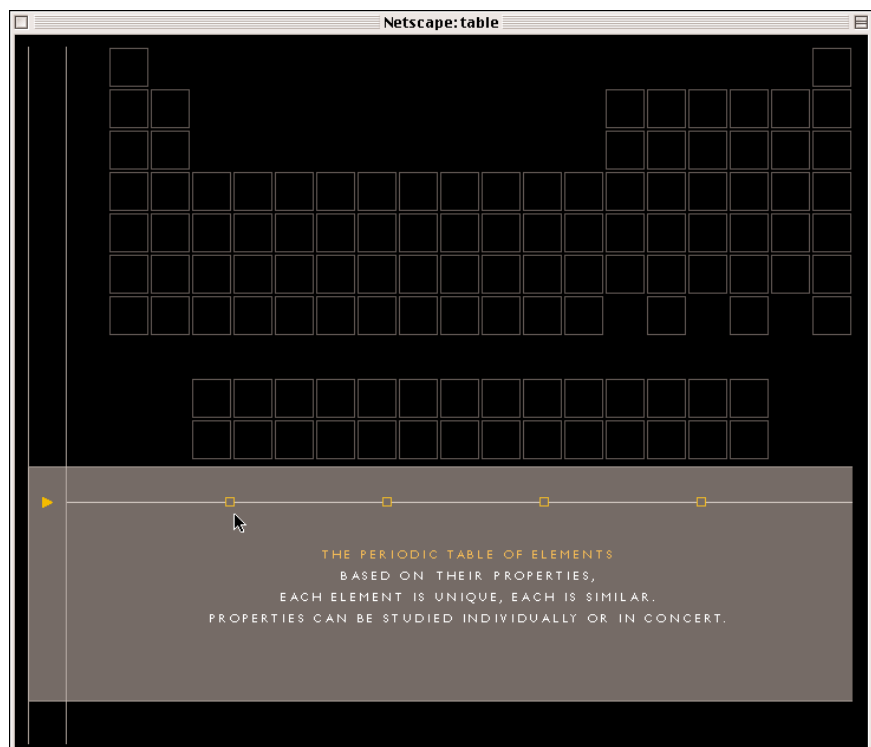 Netscape: table
THE PERIODIC TABLE OF ELEMENTS
BASED ON THEIR PROPERTIES,
EACH ELEMENT IS UNIQUE, EACH IS SIMILAR.
PROPERTIES CAN BE STUDIED INDIVIDUALLY OR IN CONCERT.